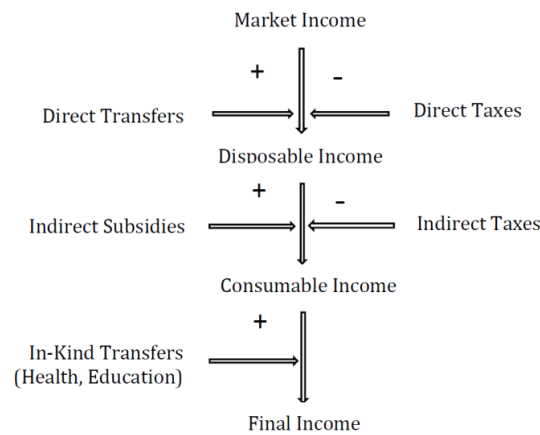 Market Income
+ -
Direct Transfers Direct Taxes
Disposable Income
+ -
Indirect Subsidies Indirect Taxes
Consumable Income
+
In-Kind Transfers
(Health, Education)
Final Income